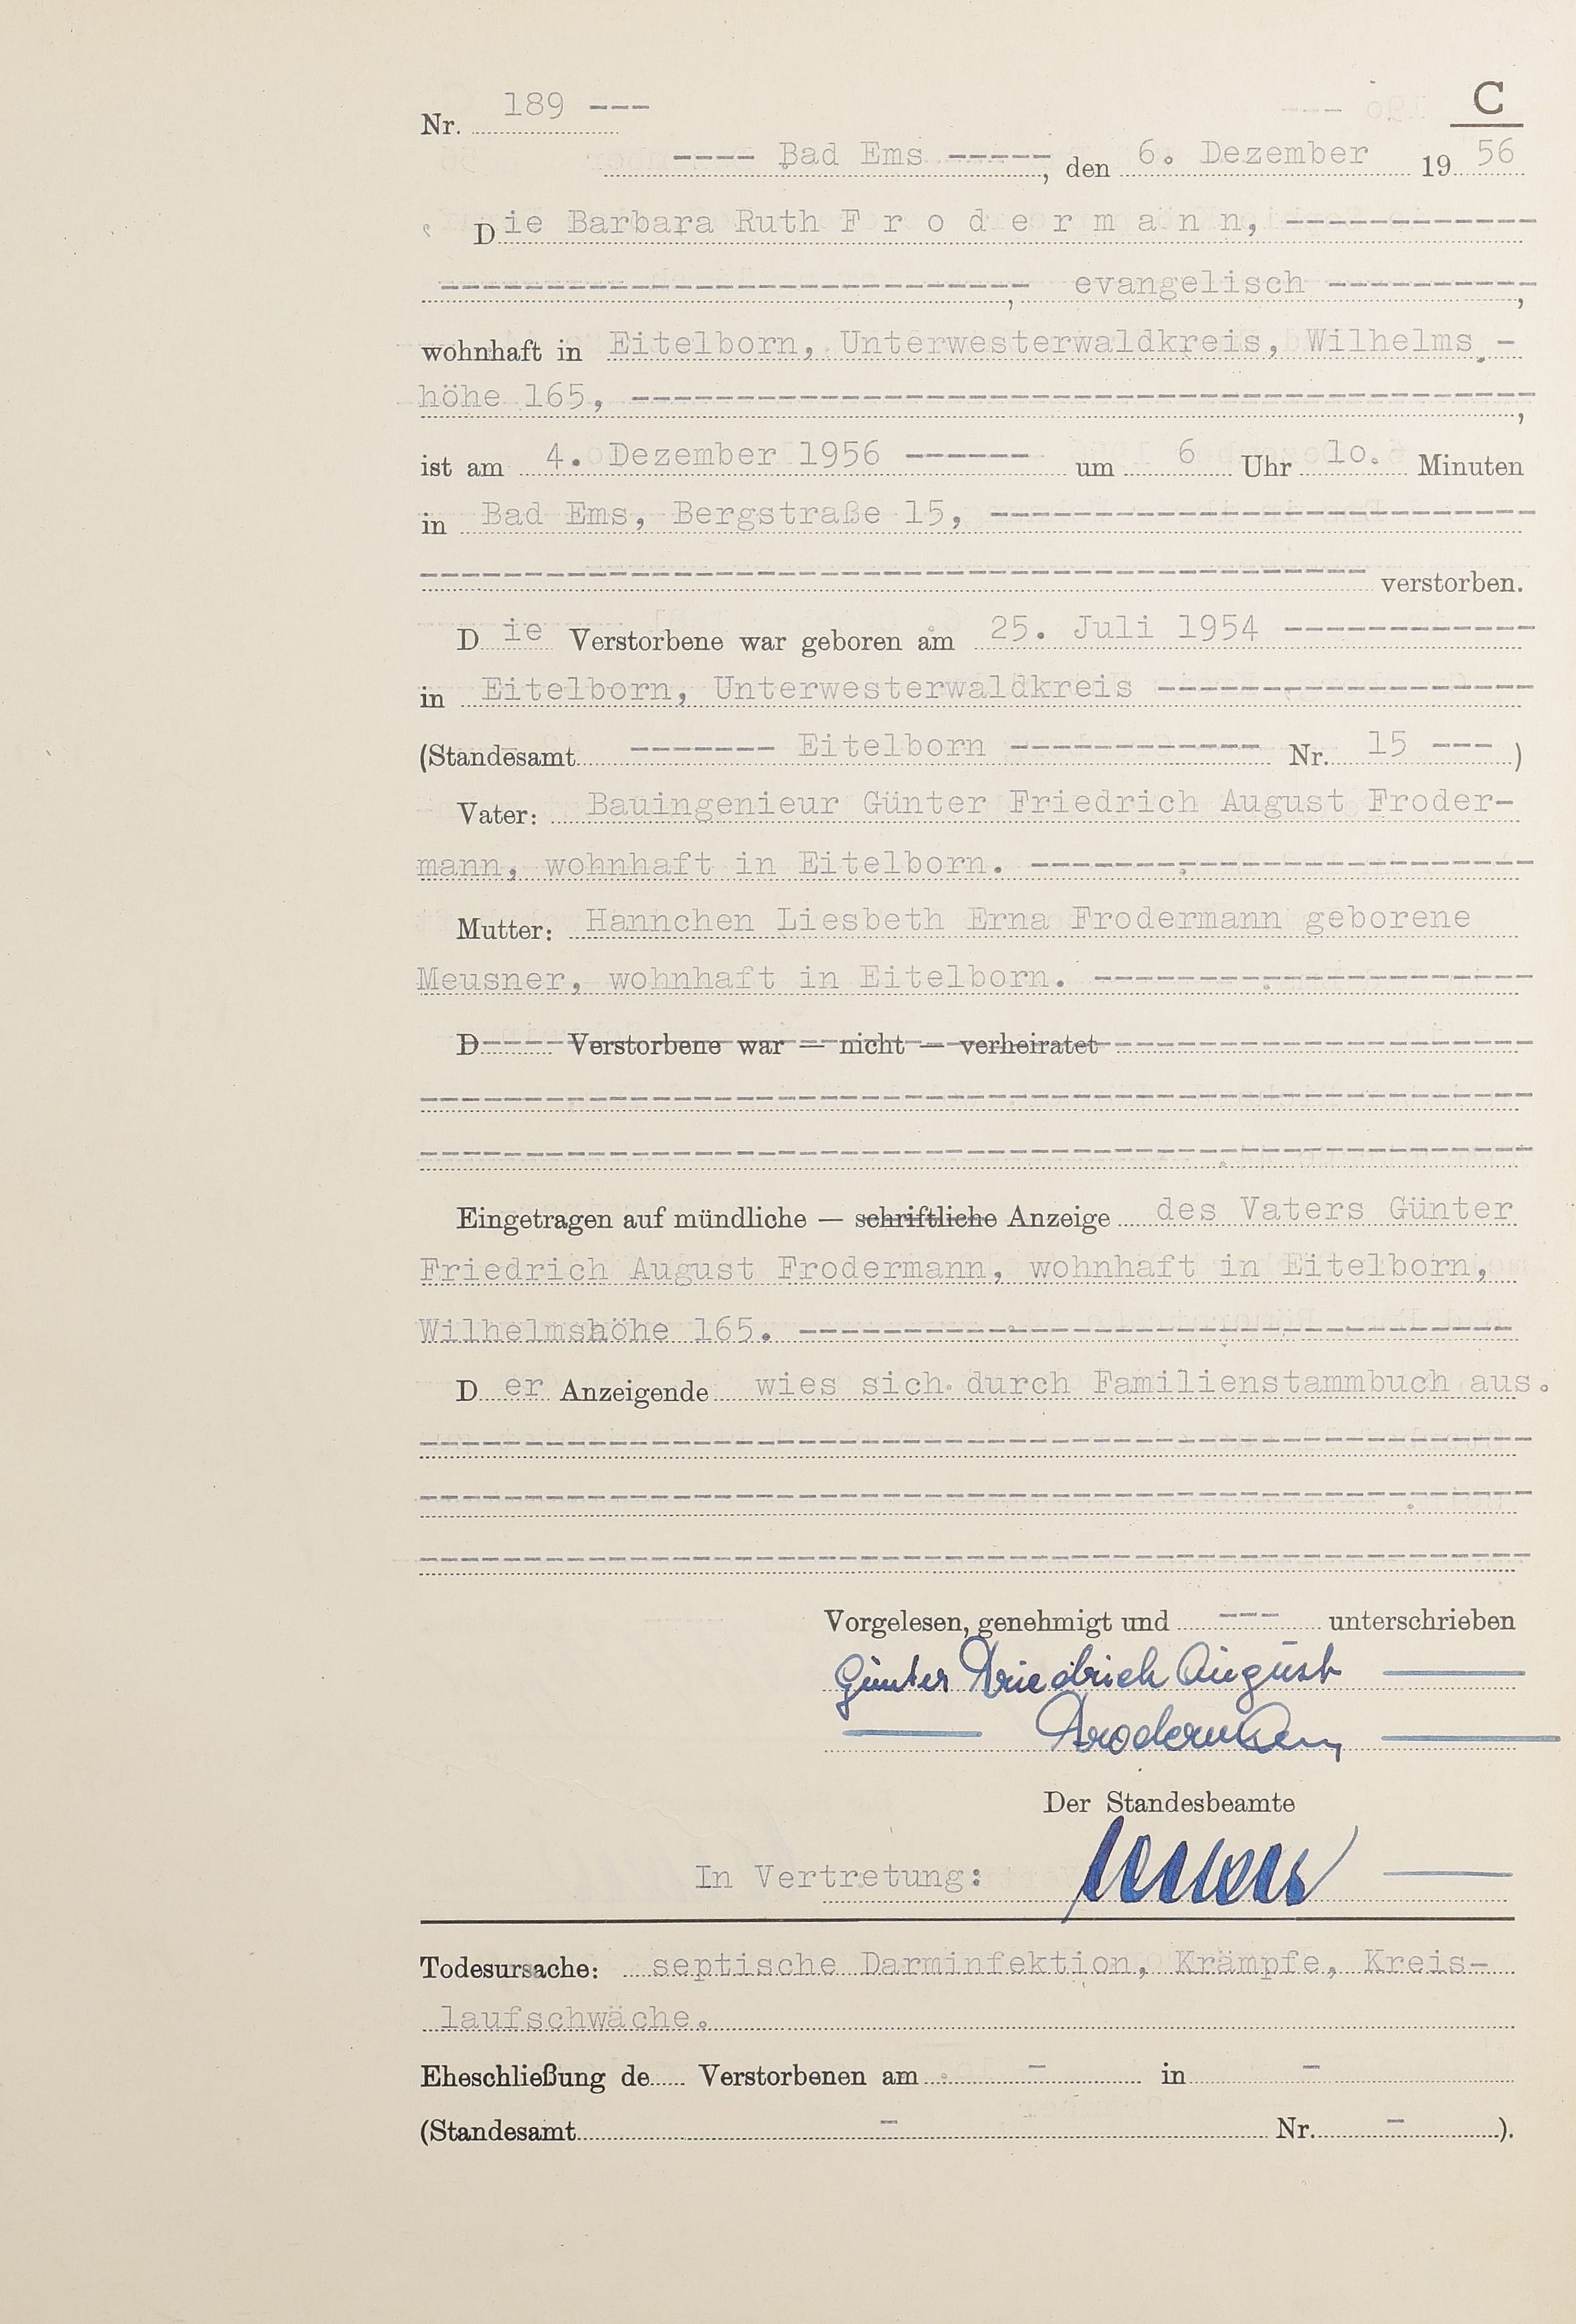 C
Nr. 189 ---
---- Bad Ems -----, den 6. Dezember 19 56
Die Barbara Ruth F r o d e r m a n n, ------------
----------------------------, evangelisch ----------,
wohnhaft in Eitelborn, Unterwesterwaldkreis, Wilhelms-
höhe 165, -------------------------------------------,
ist am 4. Dezember 1956 ------ um 6 Uhr 10. Minuten
in Bad Ems, Bergstraße 15, --------------------------
--------------------------------------------- verstorben.
Die Verstorbene war geboren am 25. Juli 1954 ------------
in Eitelborn, Unterwesterwaldkreis ------------------
(Standesamt ------- Eitelborn ------------ Nr. 15 --- )
Vater: Bauingenieur Günter Friedrich August Froder-
mann, wohnhaft in Eitelborn. ------------------------
Mutter: Hannchen Liesbeth Erna Frodermann geborene
Meusner, wohnhaft in Eitelborn. ---------------------
D---- Verstorbene war — nicht — verheiratet --------------------
-----------------------------------------------------
-----------------------------------------------------
Eingetragen auf mündliche — schriftliche Anzeige des Vaters Günter
Friedrich August Frodermann, wohnhaft in Eitelborn,
Wilhelmshöhe 165. ----------------------------------
Der Anzeigende wies sich durch Familienstammbuch aus.
-----------------------------------------------------
-----------------------------------------------------
-----------------------------------------------------
Vorgelesen, genehmigt und --- unterschrieben
Günter Friedrich August
Frodermann
Der Standesbeamte
In Vertretung:
Todesursache: septische Darminfektion, Krämpfe, Kreis-
laufschwäche.
Eheschließung de Verstorbenen am - in -
(Standesamt - Nr. - ).